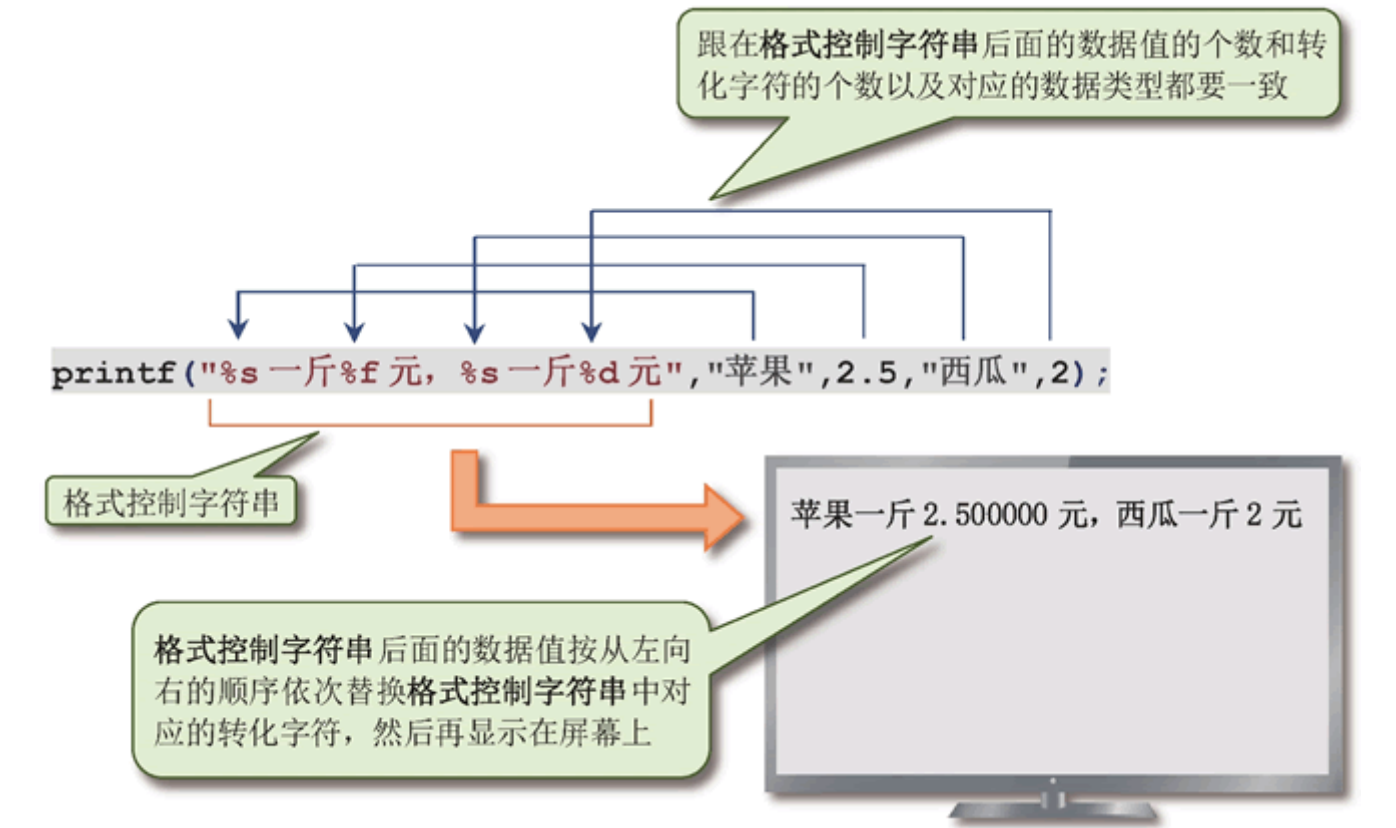 跟在格式控制字符串后面的数据值的个数和转
化字符的个数以及对应的数据类型都要一致
printf("%s一斤%f元，%s一斤%d元","苹果",2.5,"西瓜",2);
格式控制字符串
苹果一斤2.500000元，西瓜一斤2元
格式控制字符串后面的数据值按从左向
右的顺序依次替换格式控制字符串中对
应的转化字符，然后再显示在屏幕上